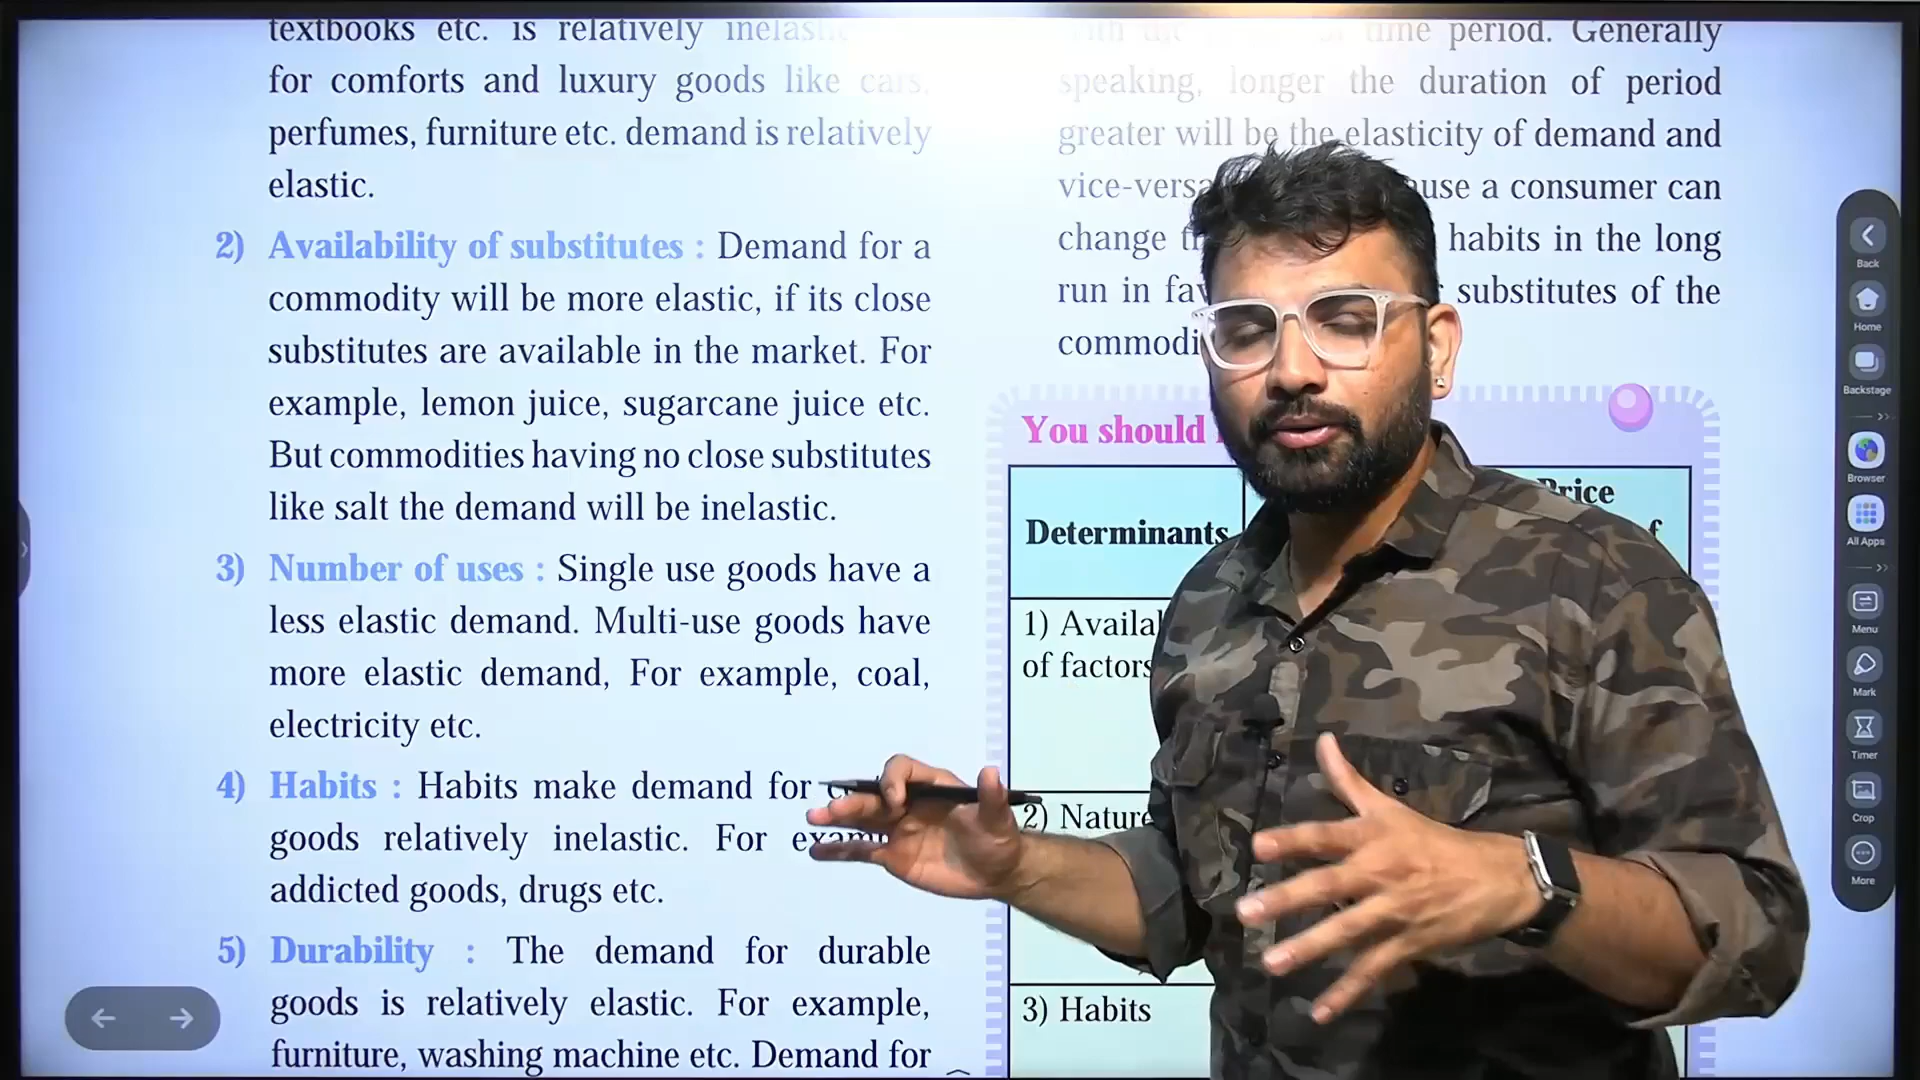 textbooks etc. is relatively
for comforts and luxury goods like cars,
perfumes, furniture etc. demand is relatively
elastic.
2) Availability of substitutes : Demand for a
commodity will be more elastic, if its close
substitutes are available in the market. For
example, lemon juice, sugarcane juice etc.
But commodities having no close substitutes
like salt the demand will be inelastic.
3) Number of uses : Single use goods have a
less elastic demand. Multi-use goods have
more elastic demand, For example, coal,
electricity etc.
4) Habits : Habits make demand for
goods relatively inelastic. For
addicted goods, drugs etc.
5) Durability : The demand for durable
goods is relatively elastic. For example,
furniture, washing machine etc. Demand for
time period. Generally
speaking, longer the duration of period
greater will be the elasticity of demand and
a consumer can
change habits in the long
run in substitutes of the
You should
Determinants
Price
1)
of factors
2) Nature
3) Habits
Back
Home
Backstage
Browser
All Apps
Menu
Mark
Timer
Crop
More